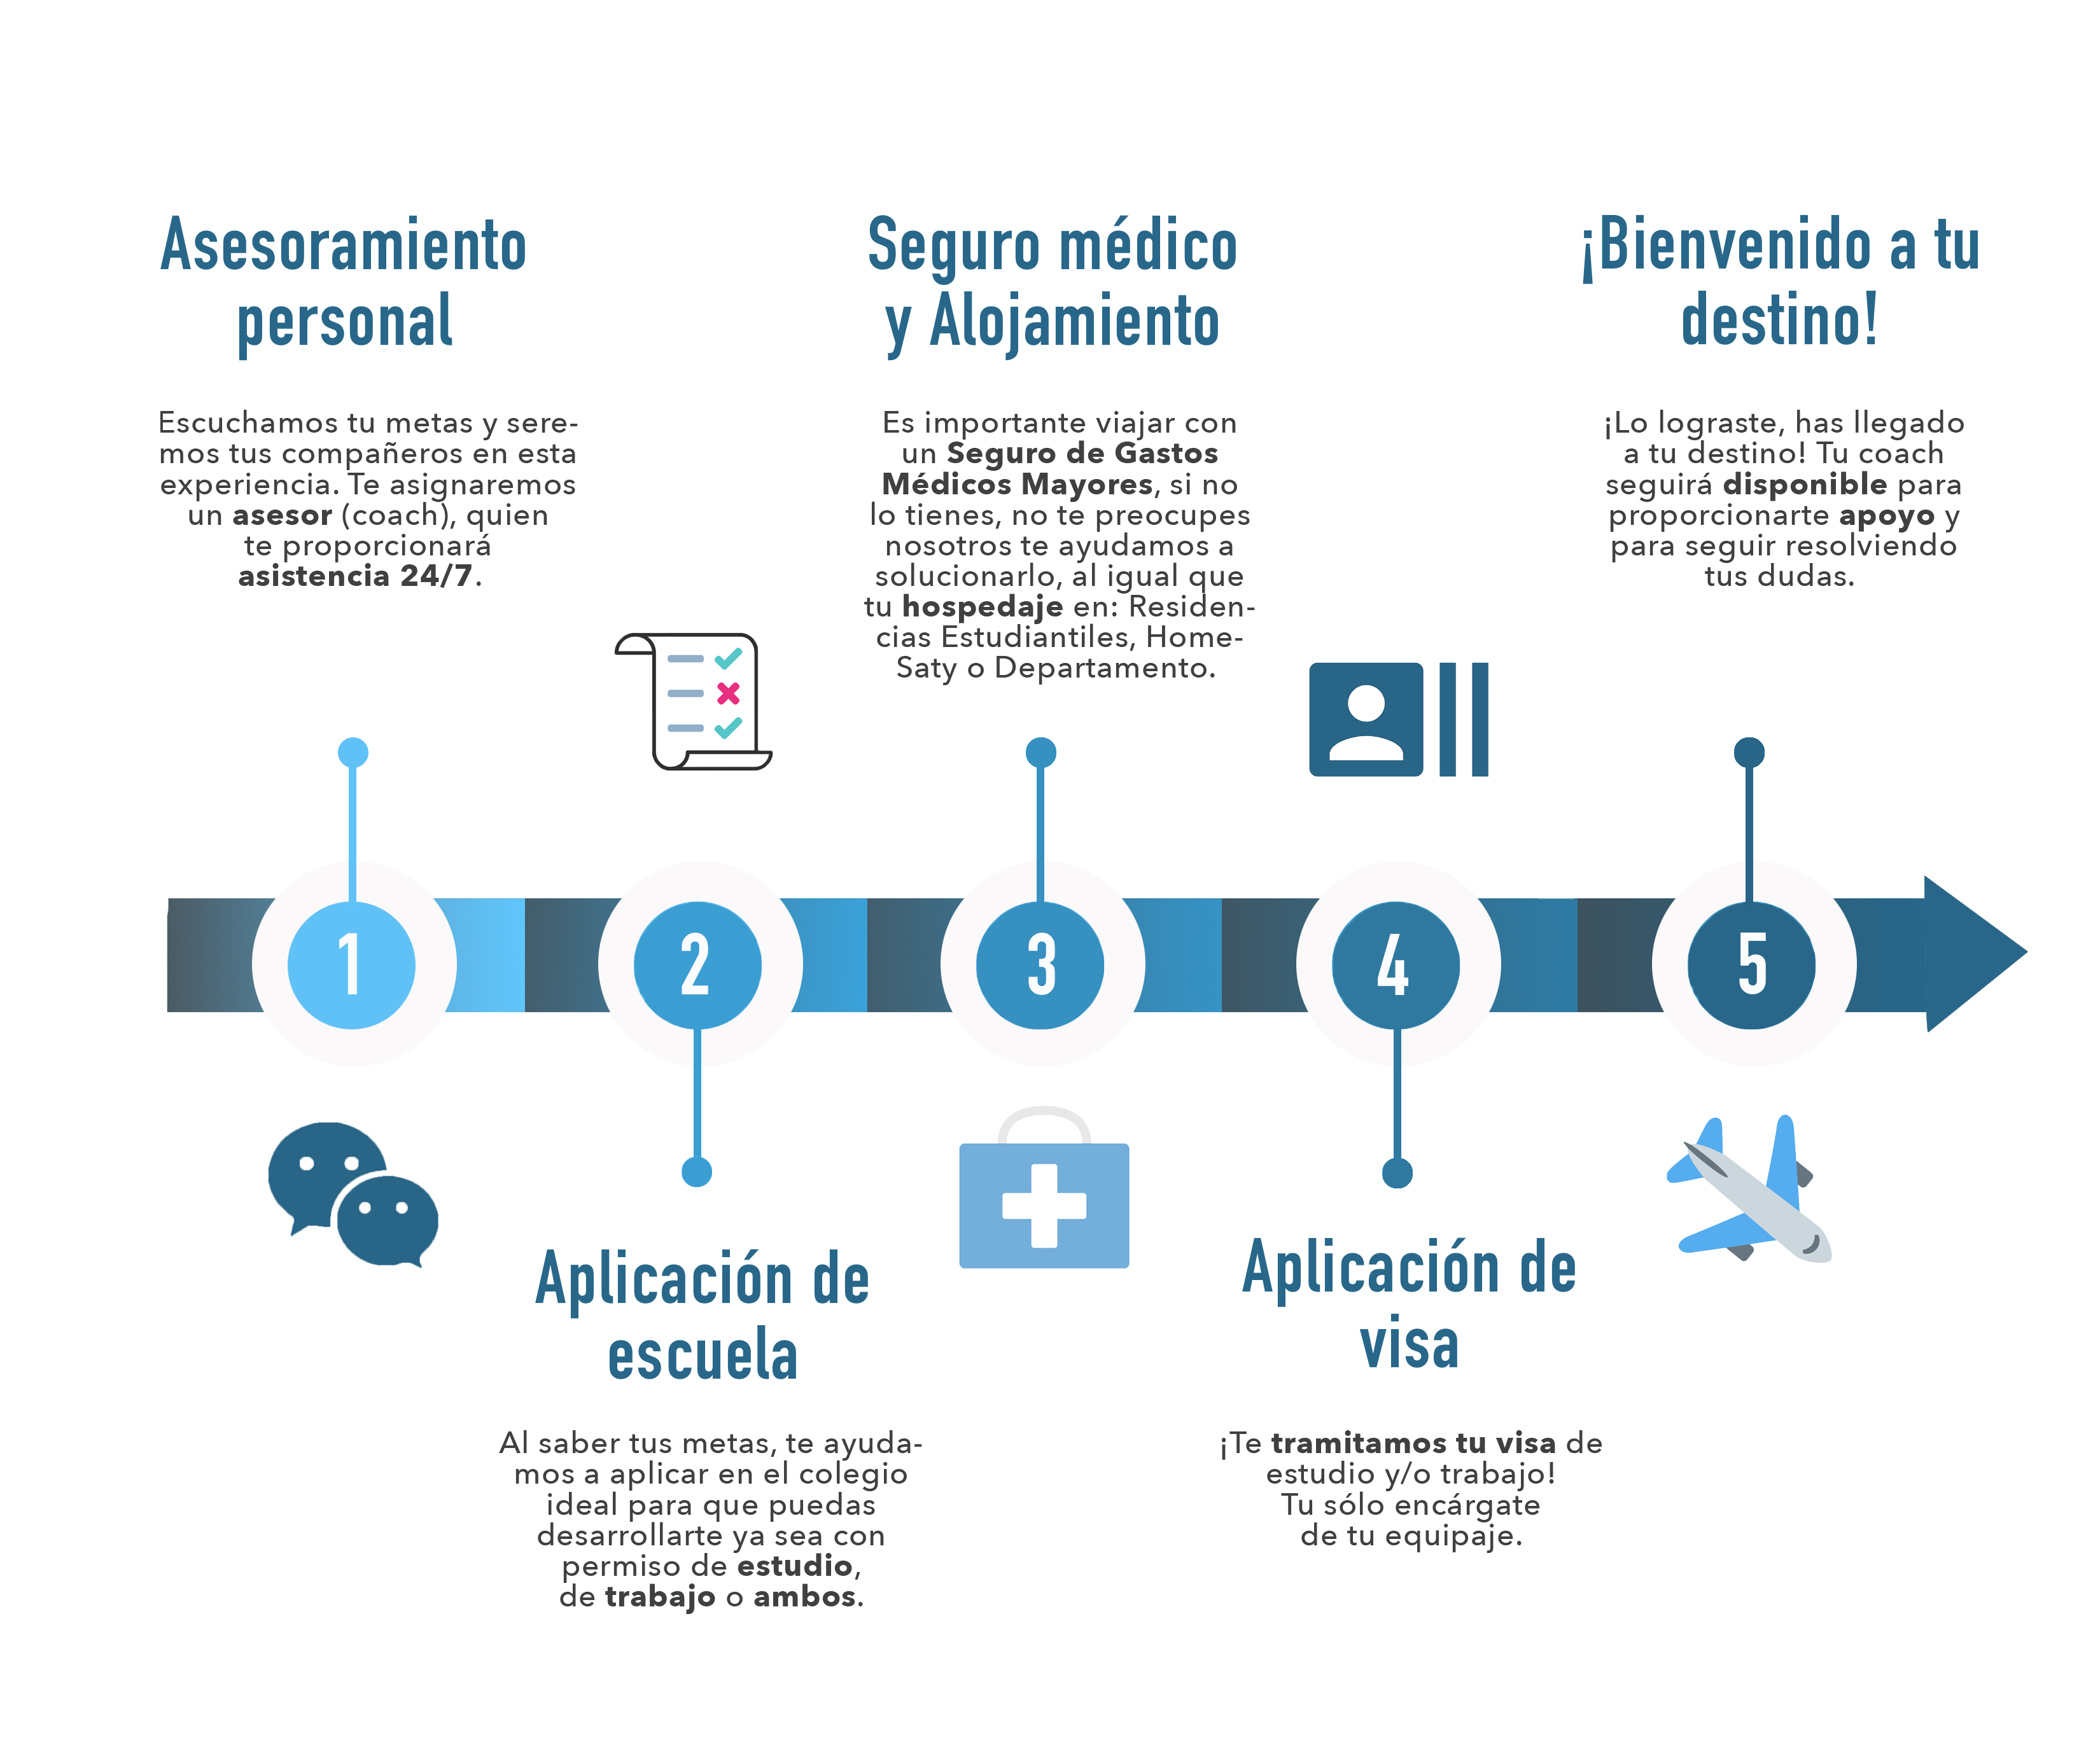 Asesoramiento
personal
Escuchamos tu metas y sere-
mos tus compañeros en esta
experiencia. Te asignaremos
un asesor (coach), quien
te proporcionará
asistencia 24/7.
Seguro médico
y Alojamiento
Es importante viajar con
un Seguro de Gastos
Médicos Mayores, si no
lo tienes, no te preocupes
nosotros te ayudamos a
solucionarlo, al igual que
tu hospedaje en: Residen-
cias Estudiantiles, Home-
Saty o Departamento.
¡Bienvenido a tu
destino!
¡Lo lograste, has llegado
a tu destino! Tu coach
seguirá disponible para
proporcionarte apoyo y
para seguir resolviendo
tus dudas.
1
2
3
4
5
Aplicación de
escuela
Al saber tus metas, te ayuda-
mos a aplicar en el colegio
ideal para que puedas
desarrollarte ya sea con
permiso de estudio,
de trabajo o ambos.
Aplicación de
visa
¡Te tramitamos tu visa de
estudio y/o trabajo!
Tu sólo encárgate
de tu equipaje.